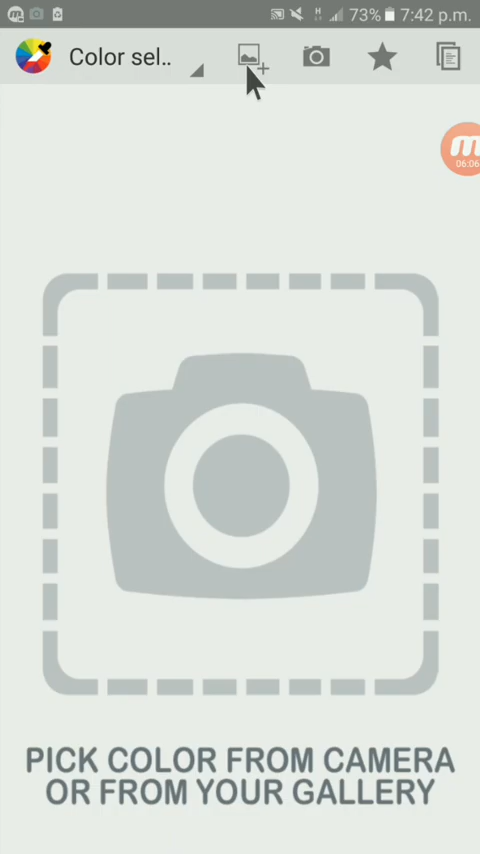 73% 7:42 p.m.
Color sel..
06:06
PICK COLOR FROM CAMERA
OR FROM YOUR GALLERY